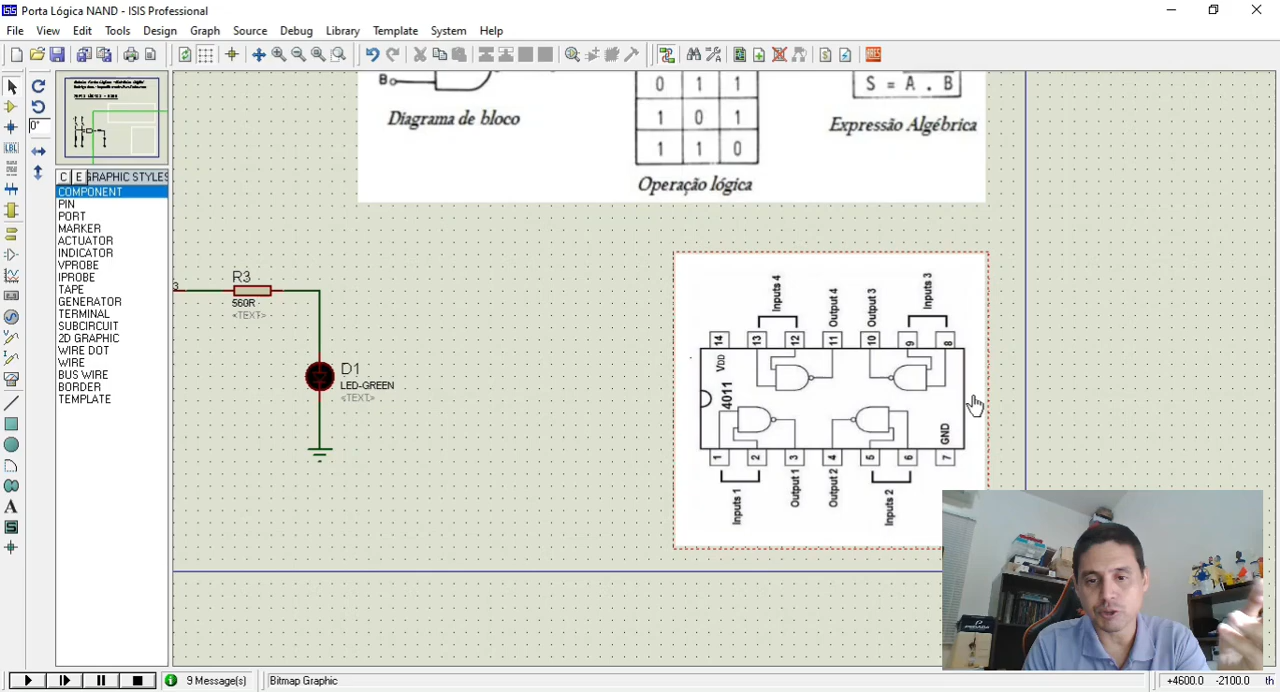 Porta Lógica NAND - ISIS Professional
File View Edit Tools Design Graph Source Debug Library Template System Help
0°
LBL
C E GRAPHIC STYLES
COMPONENT
PIN
PORT
MARKER
ACTUATOR
INDICATOR
VPROBE
IPROBE
TAPE
GENERATOR
TERMINAL
SUBCIRCUIT
2D GRAPHIC
WIRE DOT
WIRE
BUS WIRE
BORDER
TEMPLATE
B
Diagrama de bloco
0 1 1
1 0 1
1 1 0
Operação lógica
S = A . B
Expressão Algébrica
3
R3
560R
<TEXT>
D1
LED-GREEN
<TEXT>
Inputs 4
Output 4
Output 3
Inputs 3
14 13 12 11 10 9 8
VDD
4011
GND
1 2 3 4 5 6 7
Inputs 1
Output 1
Output 2
Inputs 2
9 Message(s)
Bitmap Graphic
+4600.0 -2100.0 th